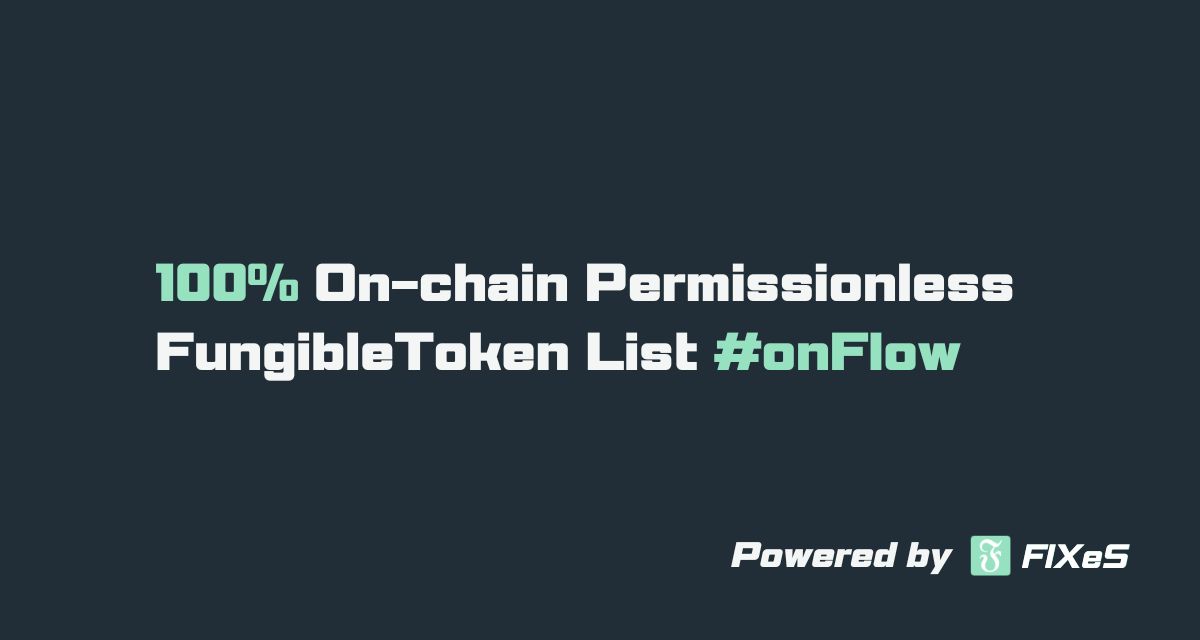 100% On-chain Permissionless
FungibleToken List #onFlow
Powered by F FIXeS